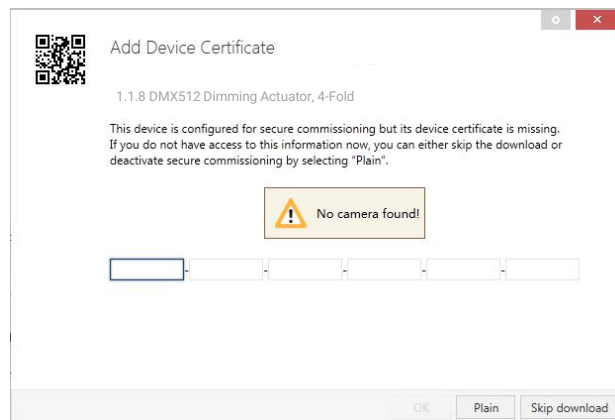 Add Device Certificate
1.1.8 DMX512 Dimming Actuator, 4-Fold
This device is configured for secure commissioning but its device certificate is missing.
If you do not have access to this information now, you can either skip the download or
deactivate secure commissioning by selecting "Plain".
No camera found!
- - - - -
OK Plain Skip download